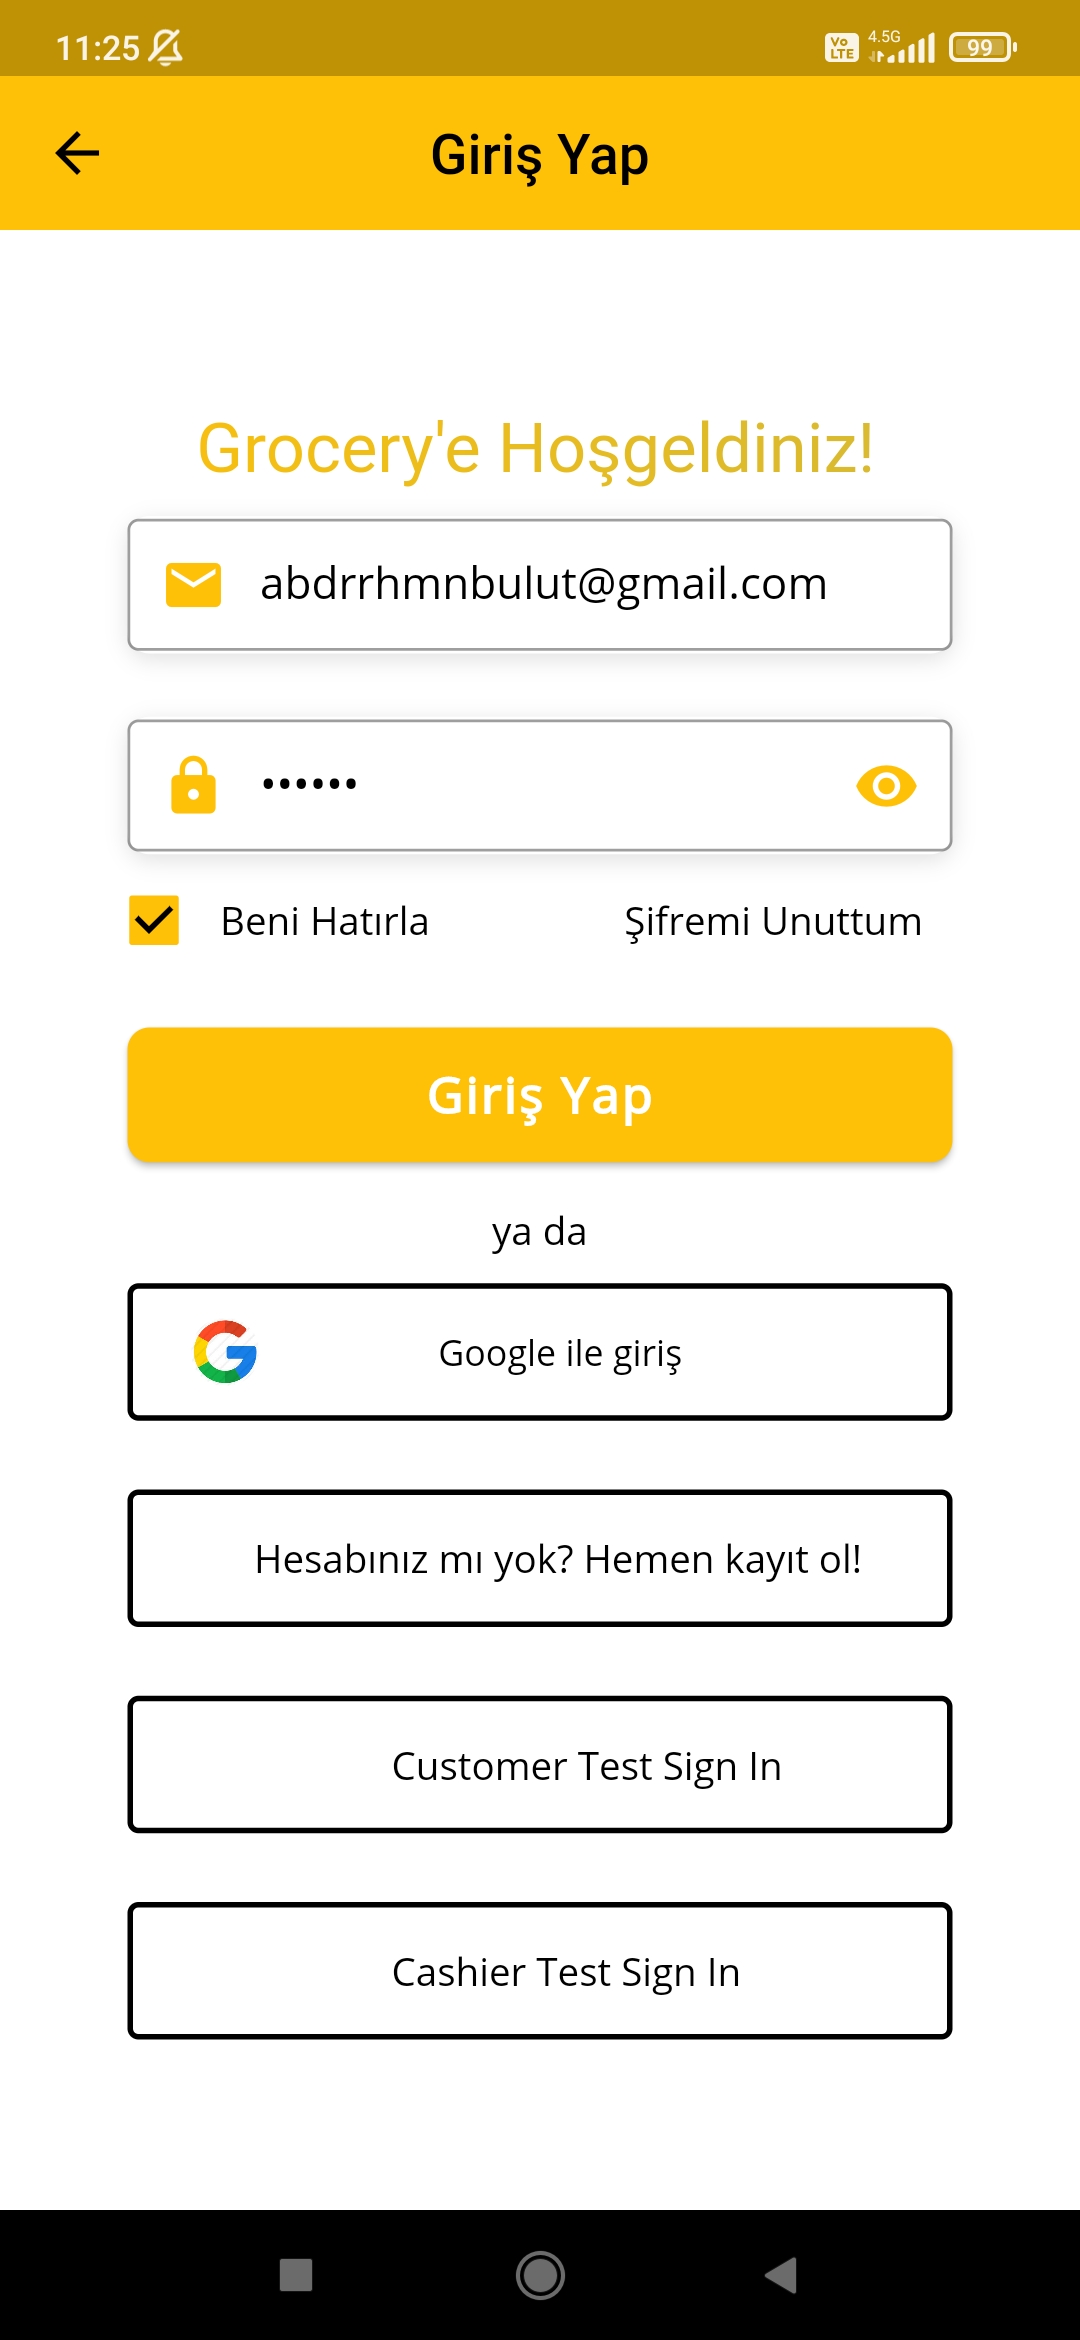 11:25
Vo LTE 4.5G 99
Giriş Yap
Grocery'e Hoşgeldiniz!
abdrrhmnbulut@gmail.com
••••••
Beni Hatırla
Şifremi Unuttum
Giriş Yap
ya da
Google ile giriş
Hesabınız mı yok? Hemen kayıt ol!
Customer Test Sign In
Cashier Test Sign In